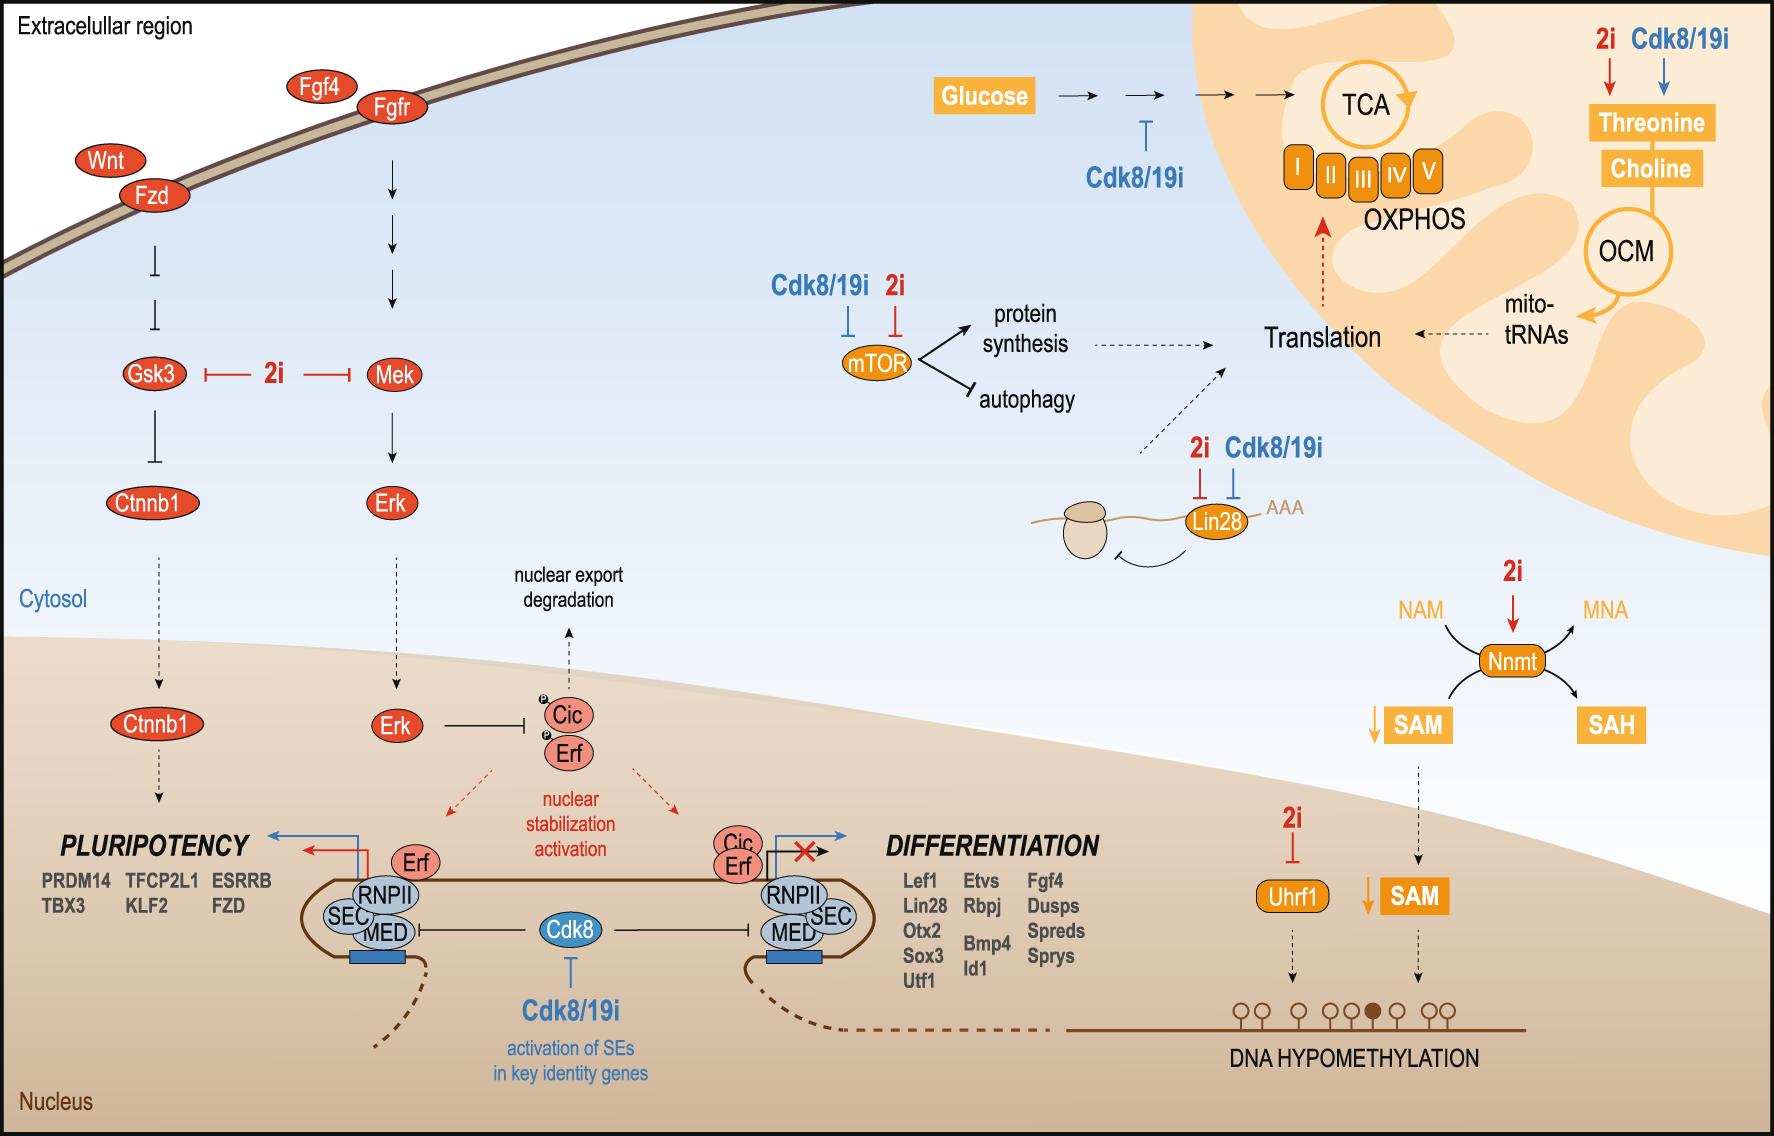 Extracelullar region
Fgf4
Fgfr
Wnt
Fzd
Gsk3
2i
Mek
Ctnnb1
Erk
Cytosol
nuclear export
degradation
Ctnnb1
Erk
P
Cic
P
Erf
nuclear
stabilization
activation
PLURIPOTENCY
PRDM14 TFCP2L1 ESRRB
TBX3 KLF2 FZD
Erf
RNPII
SEC
MED
Cdk8
Cdk8/19i
activation of SEs
in key identity genes
Cic
Erf
RNPII
SEC
MED
DIFFERENTIATION
Lef1 Etvs Fgf4
Lin28 Rbpj Dusps
Otx2 Bmp4 Spreds
Sox3 Id1 Sprys
Utf1
Nucleus
Glucose
Cdk8/19i
TCA
I II III IV V
OXPHOS
2i Cdk8/19i
Threonine
Choline
OCM
mito-
tRNAs
Translation
Cdk8/19i 2i
mTOR
protein
synthesis
autophagy
2i Cdk8/19i
Lin28
AAA
2i
NAM
MNA
Nnmt
SAM
SAH
2i
Uhrf1
SAM
DNA HYPOMETHYLATION